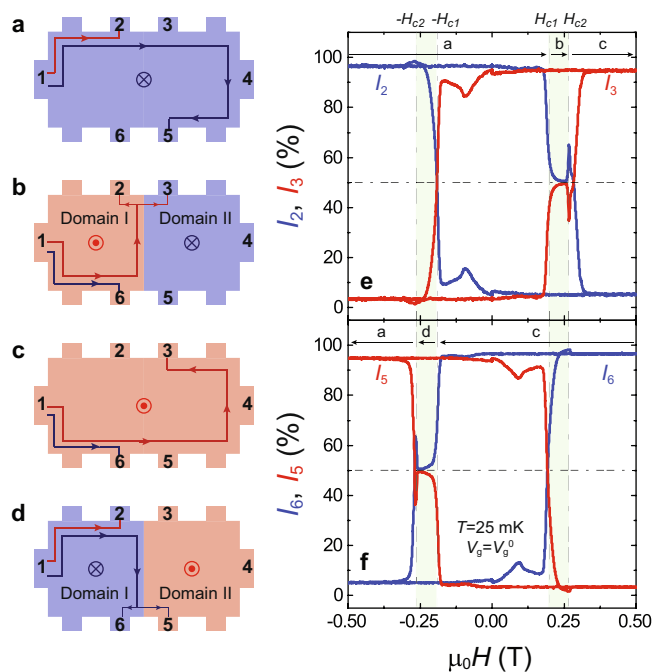 a
2
3
1
4
6
5
b
2
3
Domain I
Domain II
1
4
6
5
c
2
3
1
4
6
5
d
2
3
1
4
Domain I
Domain II
6
5
-Hc2 -Hc1 Hc1 Hc2
a b c
100
80
60
40
20
0
I2, I3 (%)
I2
I3
e
a d c
100
80
60
40
20
0
I6, I5 (%)
I5
I6
T=25 mK
Vg=Vg⁰
f
-0.50 -0.25 0.00 0.25 0.50
μ0H (T)